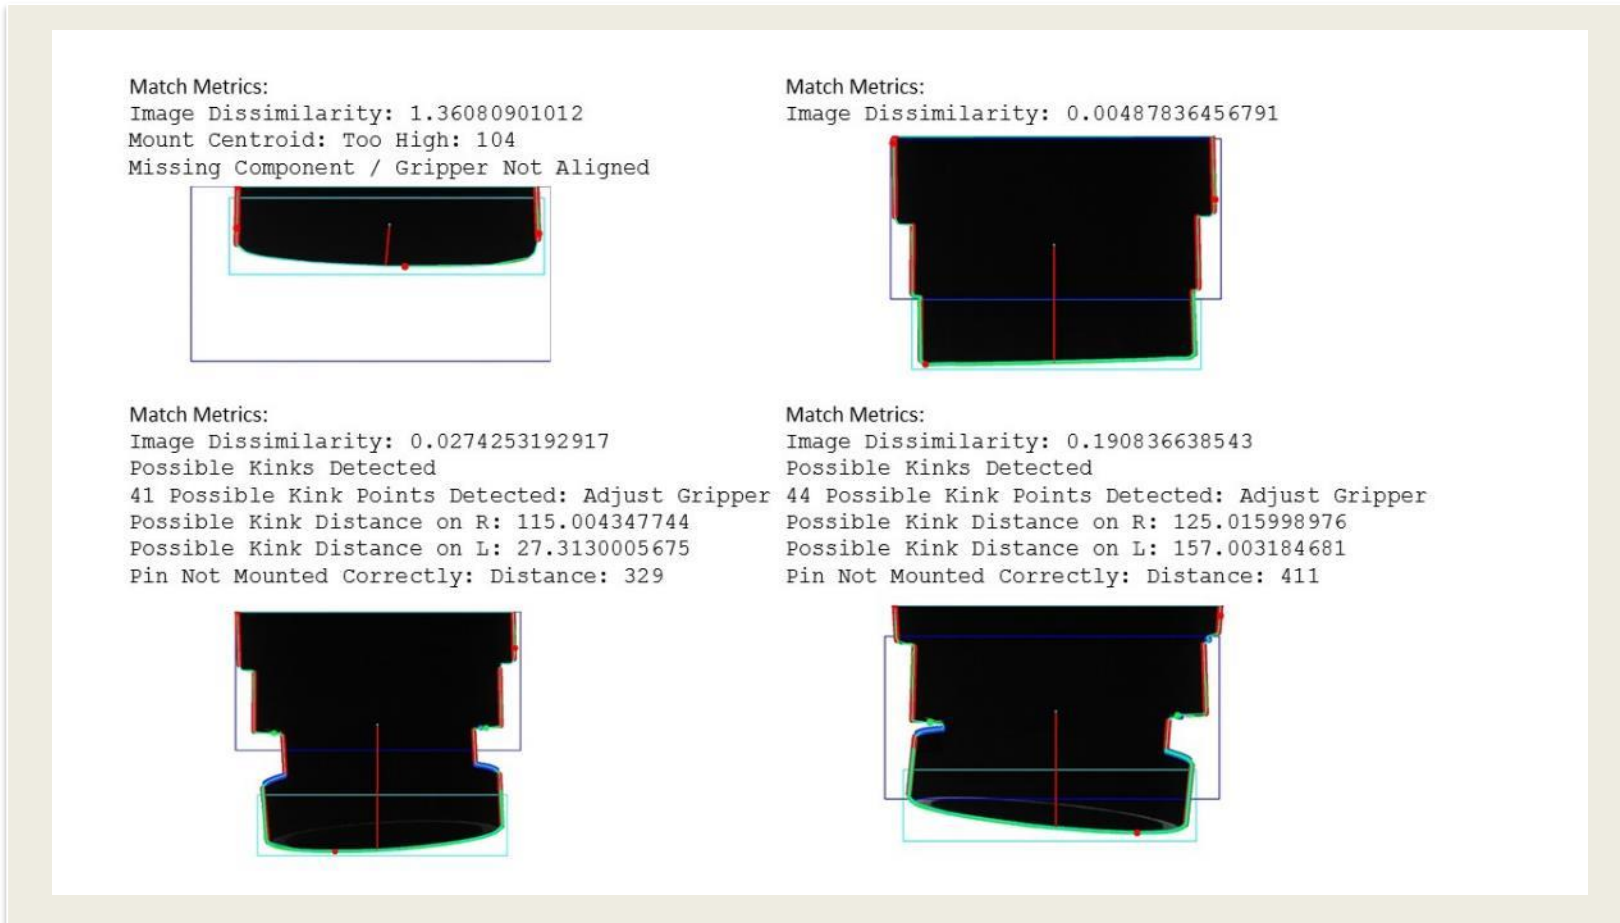 Match Metrics:
Image Dissimilarity: 1.36080901012
Mount Centroid: Too High: 104
Missing Component / Gripper Not Aligned
Match Metrics:
Image Dissimilarity: 0.00487836456791
Match Metrics:
Image Dissimilarity: 0.0274253192917
Possible Kinks Detected
41 Possible Kink Points Detected: Adjust Gripper
Possible Kink Distance on R: 115.004347744
Possible Kink Distance on L: 27.3130005675
Pin Not Mounted Correctly: Distance: 329
Match Metrics:
Image Dissimilarity: 0.190836638543
Possible Kinks Detected
44 Possible Kink Points Detected: Adjust Gripper
Possible Kink Distance on R: 125.015998976
Possible Kink Distance on L: 157.003184681
Pin Not Mounted Correctly: Distance: 411